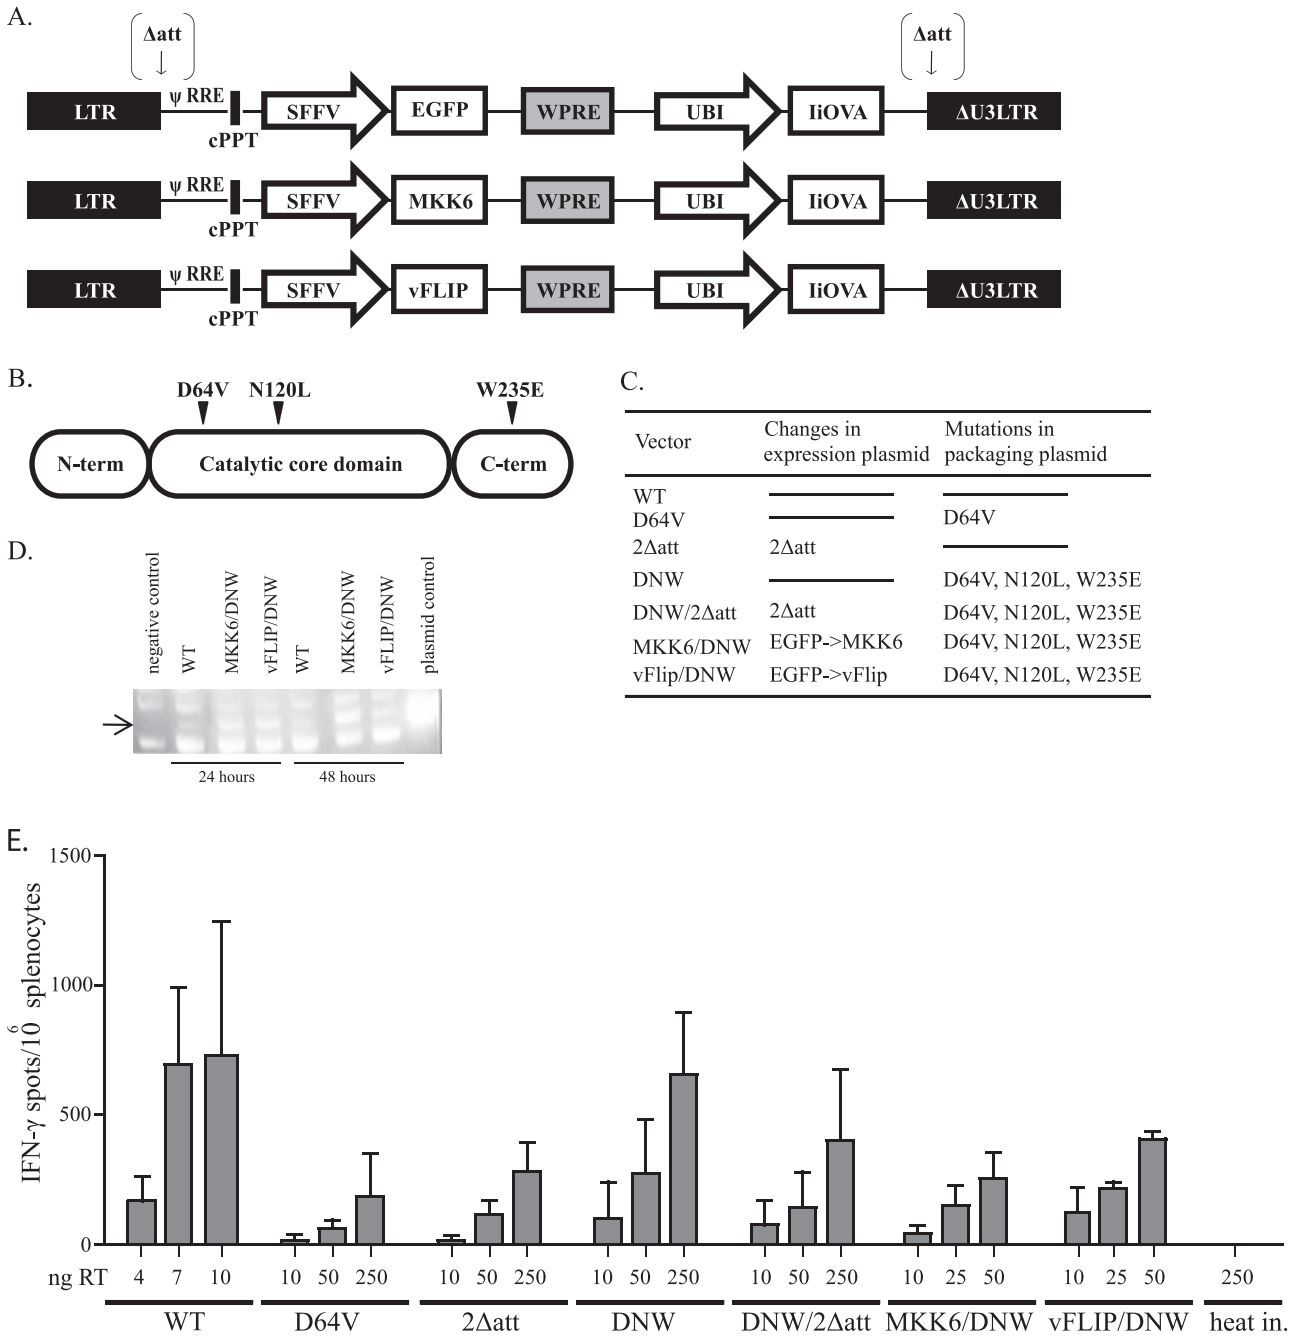 A.
Δatt Δatt
LTR ψ RRE cPPT SFFV EGFP WPRE UBI IiOVA ΔU3LTR
LTR ψ RRE cPPT SFFV MKK6 WPRE UBI IiOVA ΔU3LTR
LTR ψ RRE cPPT SFFV vFLIP WPRE UBI IiOVA ΔU3LTR
B.
D64V N120L W235E
N-term Catalytic core domain C-term
C.
Vector Changes in expression plasmid Mutations in packaging plasmid
WT
D64V D64V
2Δatt 2Δatt
DNW D64V, N120L, W235E
DNW/2Δatt 2Δatt D64V, N120L, W235E
MKK6/DNW EGFP->MKK6 D64V, N120L, W235E
vFlip/DNW EGFP->vFlip D64V, N120L, W235E
D.
negative control
WT
MKK6/DNW
vFLIP/DNW
WT
MKK6/DNW
vFLIP/DNW
plasmid control
24 hours 48 hours
E.
IFN-γ spots/10⁶ splenocytes
1500
1000
500
0
ng RT 4 7 10 10 50 250 10 50 250 10 50 250 10 50 250 10 25 50 10 25 50 250
WT D64V 2Δatt DNW DNW/2Δatt MKK6/DNW vFLIP/DNW heat in.